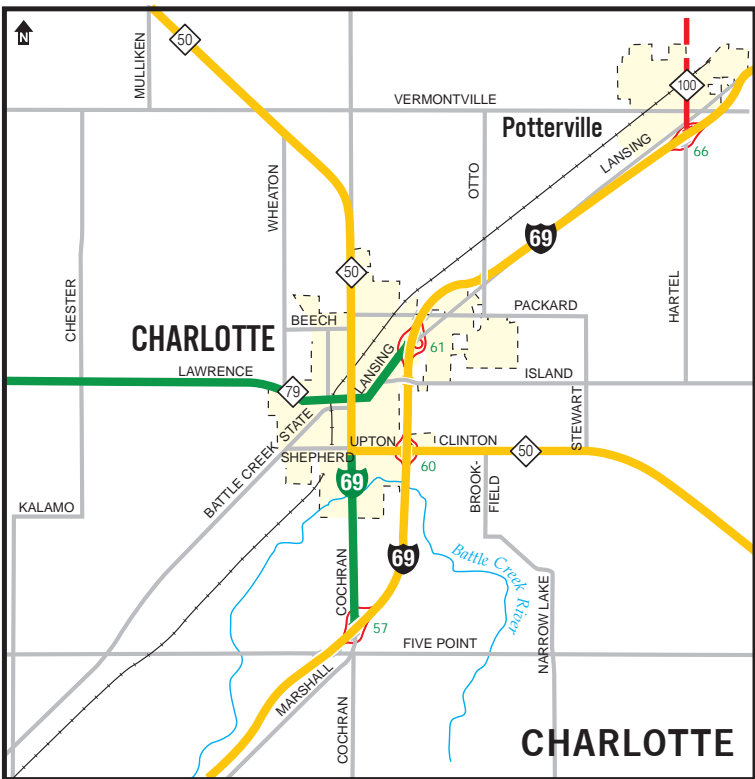 N
MULLIKEN
50
100
VERMONTVILLE
Potterville
LANSING
66
WHEATON
OTTO
69
CHESTER
50
HARTEL
PACKARD
BEECH
CHARLOTTE
61
LANSING
LAWRENCE
ISLAND
79
STEWART
BATTLE CREEK STATE
UPTON
CLINTON
50
SHEPHERD
60
69
BROOK-
FIELD
KALAMO
69
Battle Creek
River
COCHRAN
57
FIVE POINT
NARROW LAKE
MARSHALL
COCHRAN
CHARLOTTE